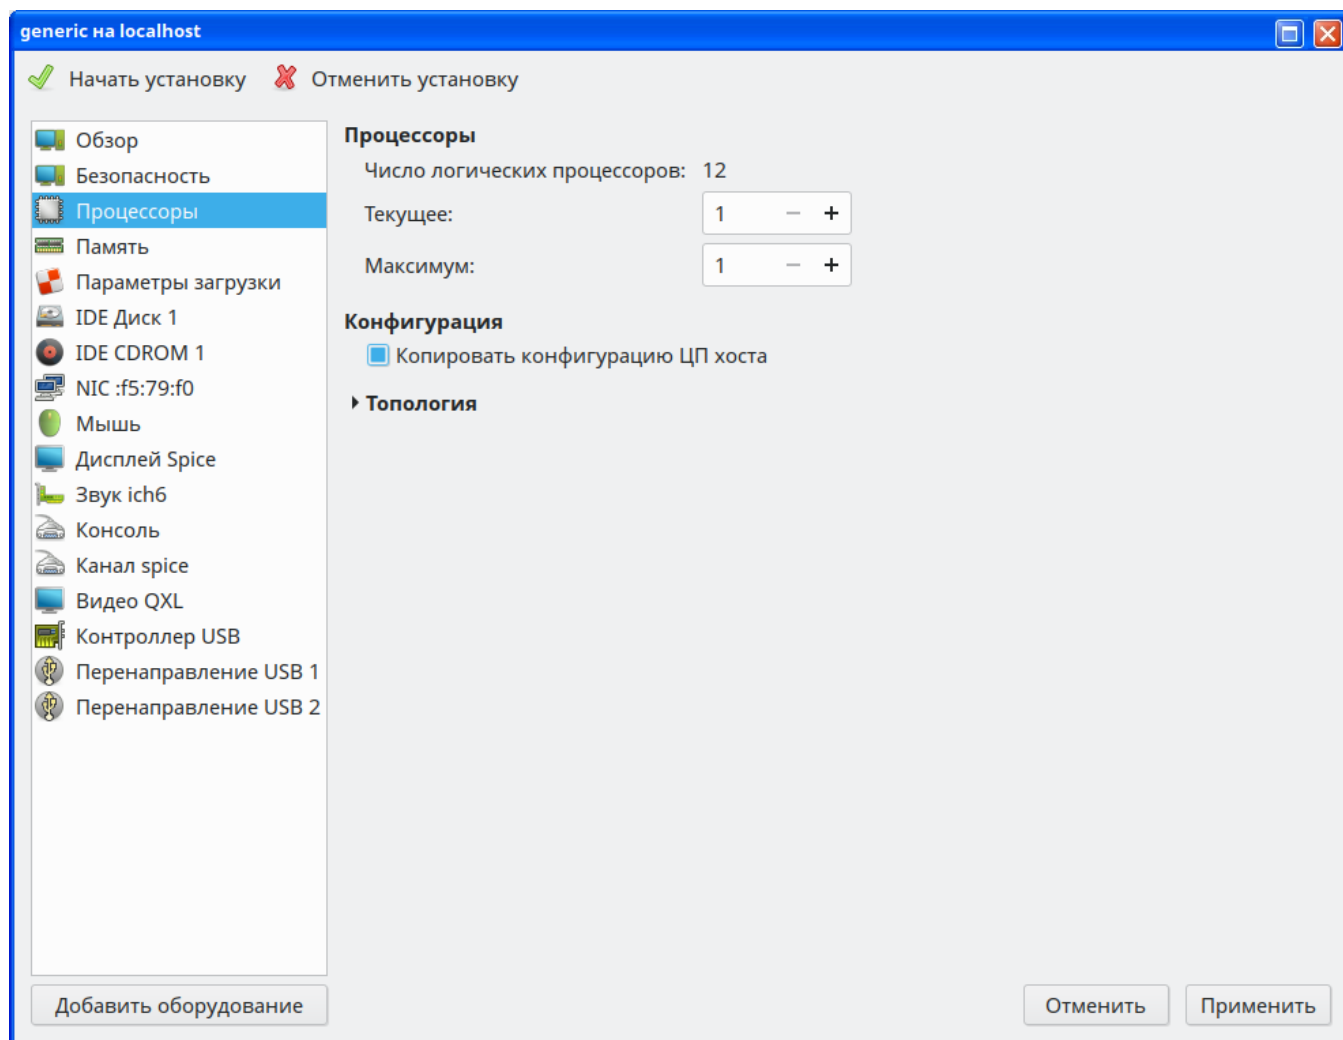 generic на localhost
Начать установку
Отменить установку
Обзор
Безопасность
Процессоры
Память
Параметры загрузки
IDE Диск 1
IDE CDROM 1
NIC :f5:79:f0
Мышь
Дисплей Spice
Звук ich6
Консоль
Канал spice
Видео QXL
Контроллер USB
Перенаправление USB 1
Перенаправление USB 2
Добавить оборудование
Процессоры
Число логических процессоров: 12
Текущее: 1
Максимум: 1
Конфигурация
Копировать конфигурацию ЦП хоста
Топология
Отменить
Применить